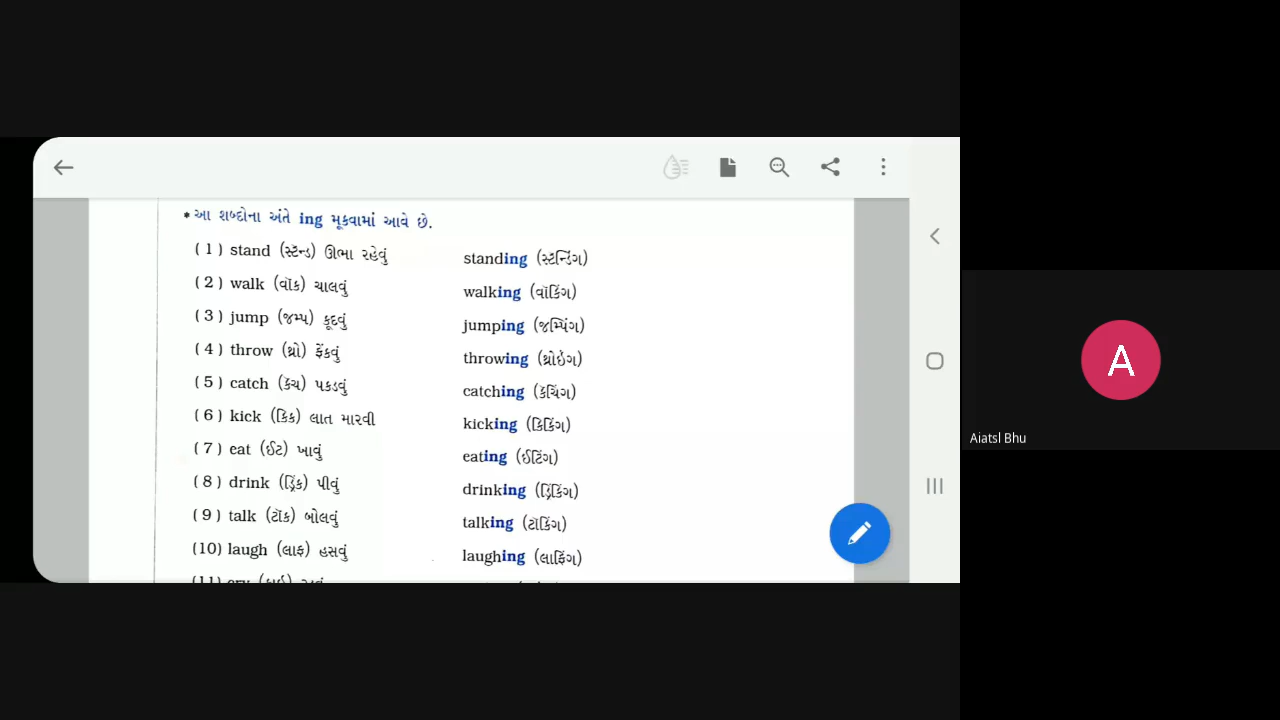 * આ શબ્દોના અંતે ing મૂકવામાં આવે છે.
( 1 ) stand (સ્ટૅન્ડ) ઊભા રહેવું standing (સ્ટૅન્ડિંગ)
( 2 ) walk (વૉક) ચાલવું walking (વૉકિંગ)
( 3 ) jump (જમ્પ) કૂદવું jumping (જમ્પિંગ)
( 4 ) throw (થ્રો) ફેંકવું throwing (થ્રોઇંગ)
( 5 ) catch (કૅચ) પકડવું catching (કૅચિંગ)
( 6 ) kick (કિક) લાત મારવી kicking (કિકિંગ)
( 7 ) eat (ઈટ) ખાવું eating (ઈટિંગ)
( 8 ) drink (ડ્રિંક) પીવું drinking (ડ્રિંકિંગ)
( 9 ) talk (ટૉક) બોલવું talking (ટૉકિંગ)
(10) laugh (લાફ) હસવું laughing (લાફિંગ)
A
Aiatsl Bhu